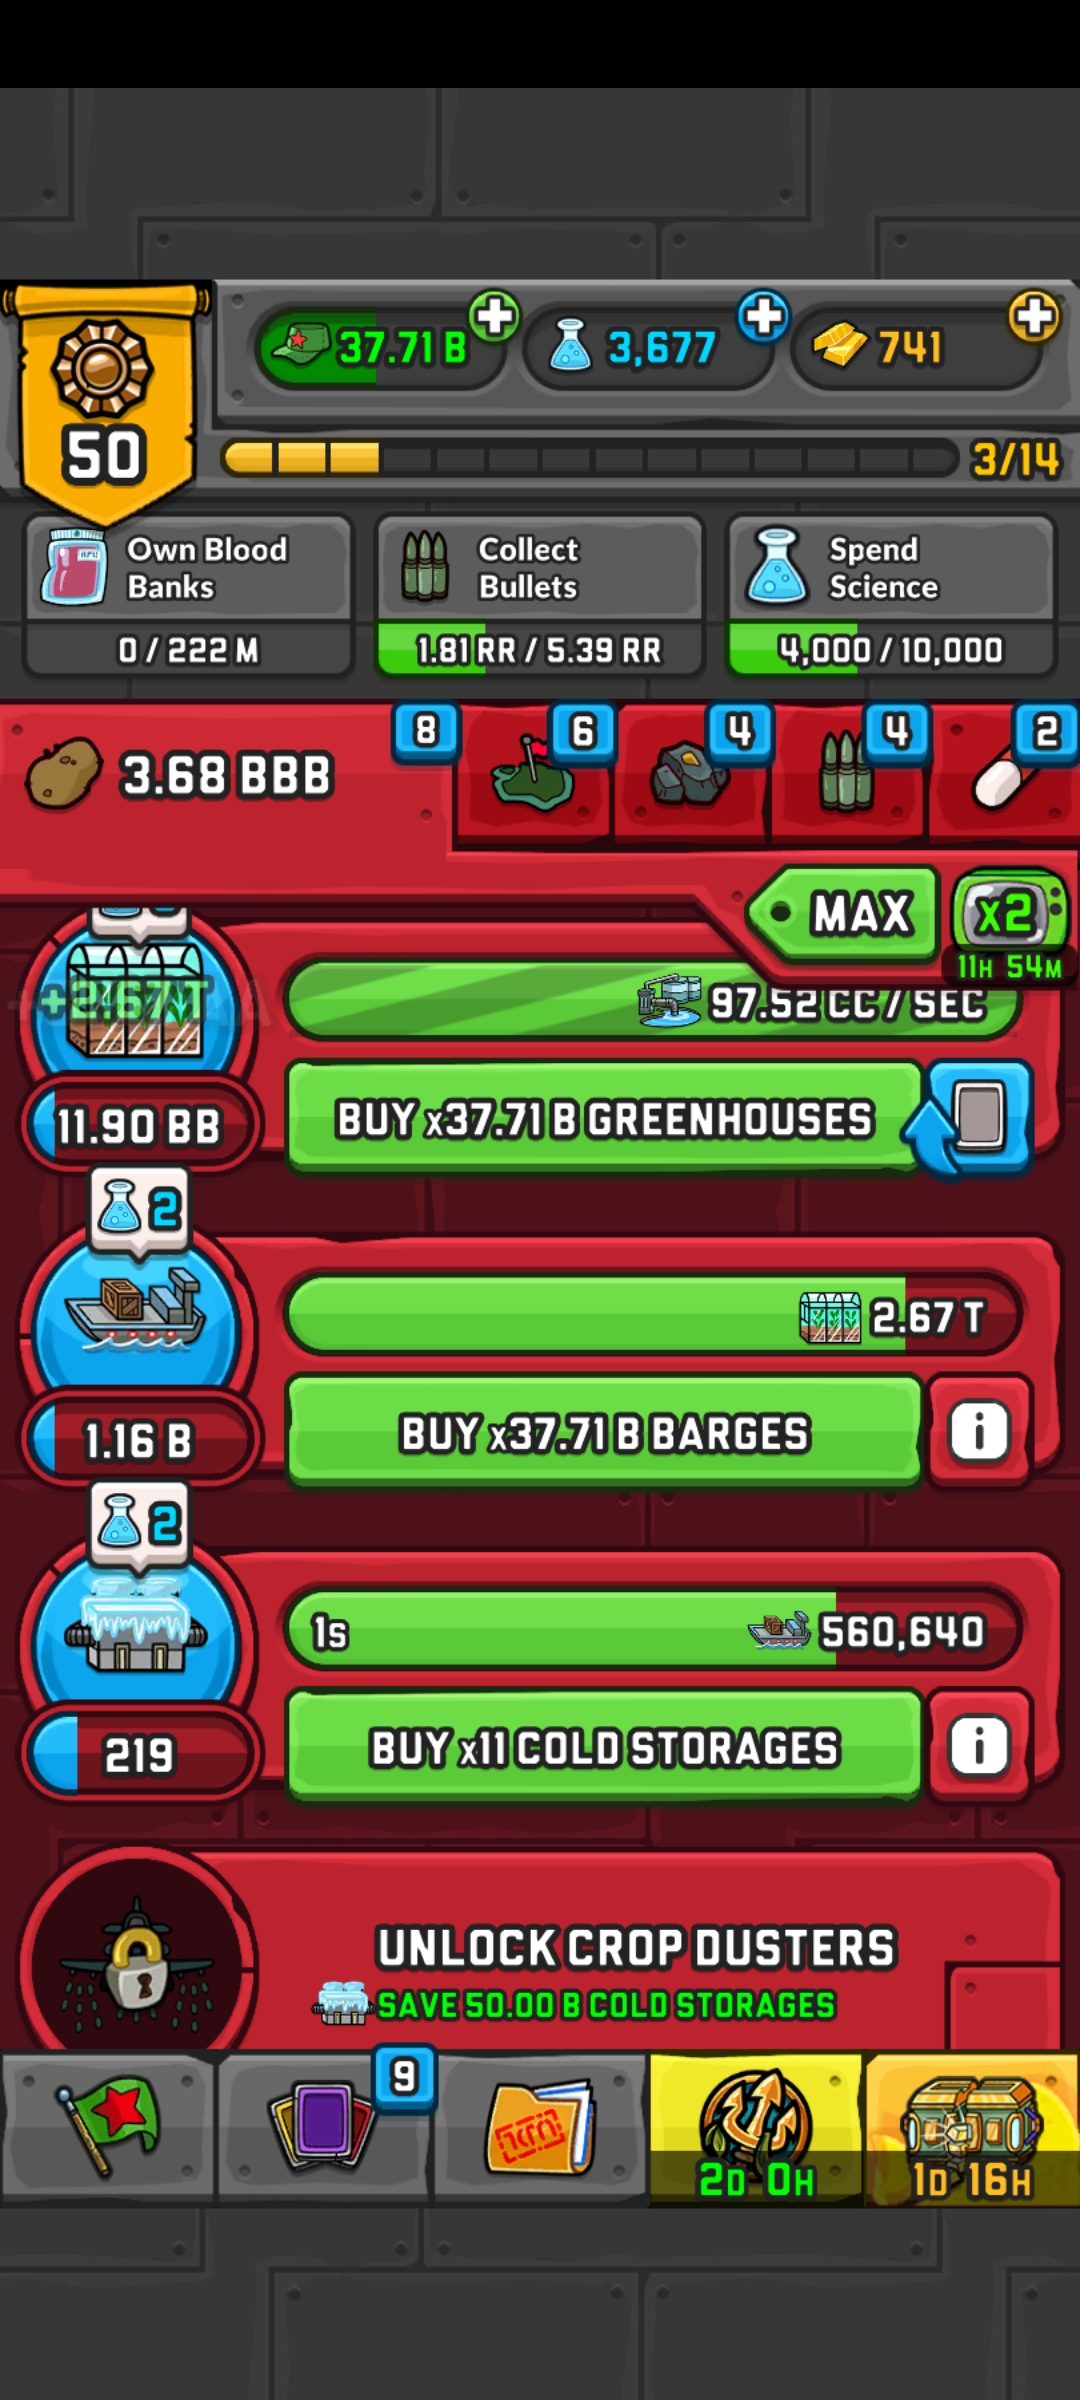 37.71 B
3,677
741
50
3/14
Own Blood
Banks
0 / 222 M
Collect
Bullets
1.81 RR / 5.39 RR
Spend
Science
4,000 / 10,000
3.68 BBB
8
6
4
4
2
MAX
x2
11H 54M
+2.67 T
97.52 CC / SEC
11.90 BB
BUY x37.71 B GREENHOUSES
2
2.67 T
1.16 B
BUY x37.71 B BARGES
i
2
1s
560,640
219
BUY x11 COLD STORAGES
i
UNLOCK CROP DUSTERS
SAVE 50.00 B COLD STORAGES
9
2D 0H
1D 16H